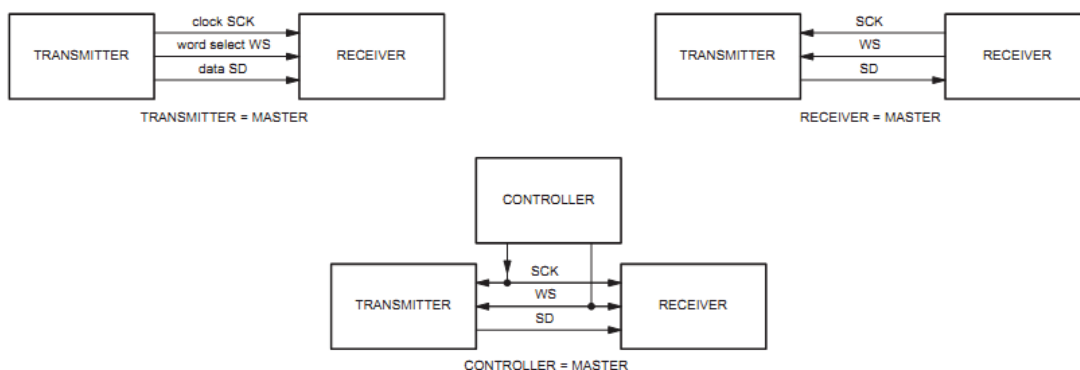 clock SCK
TRANSMITTER
word select WS
RECEIVER
data SD
TRANSMITTER = MASTER
SCK
TRANSMITTER
WS
RECEIVER
SD
RECEIVER = MASTER
CONTROLLER
SCK
TRANSMITTER
WS
RECEIVER
SD
CONTROLLER = MASTER